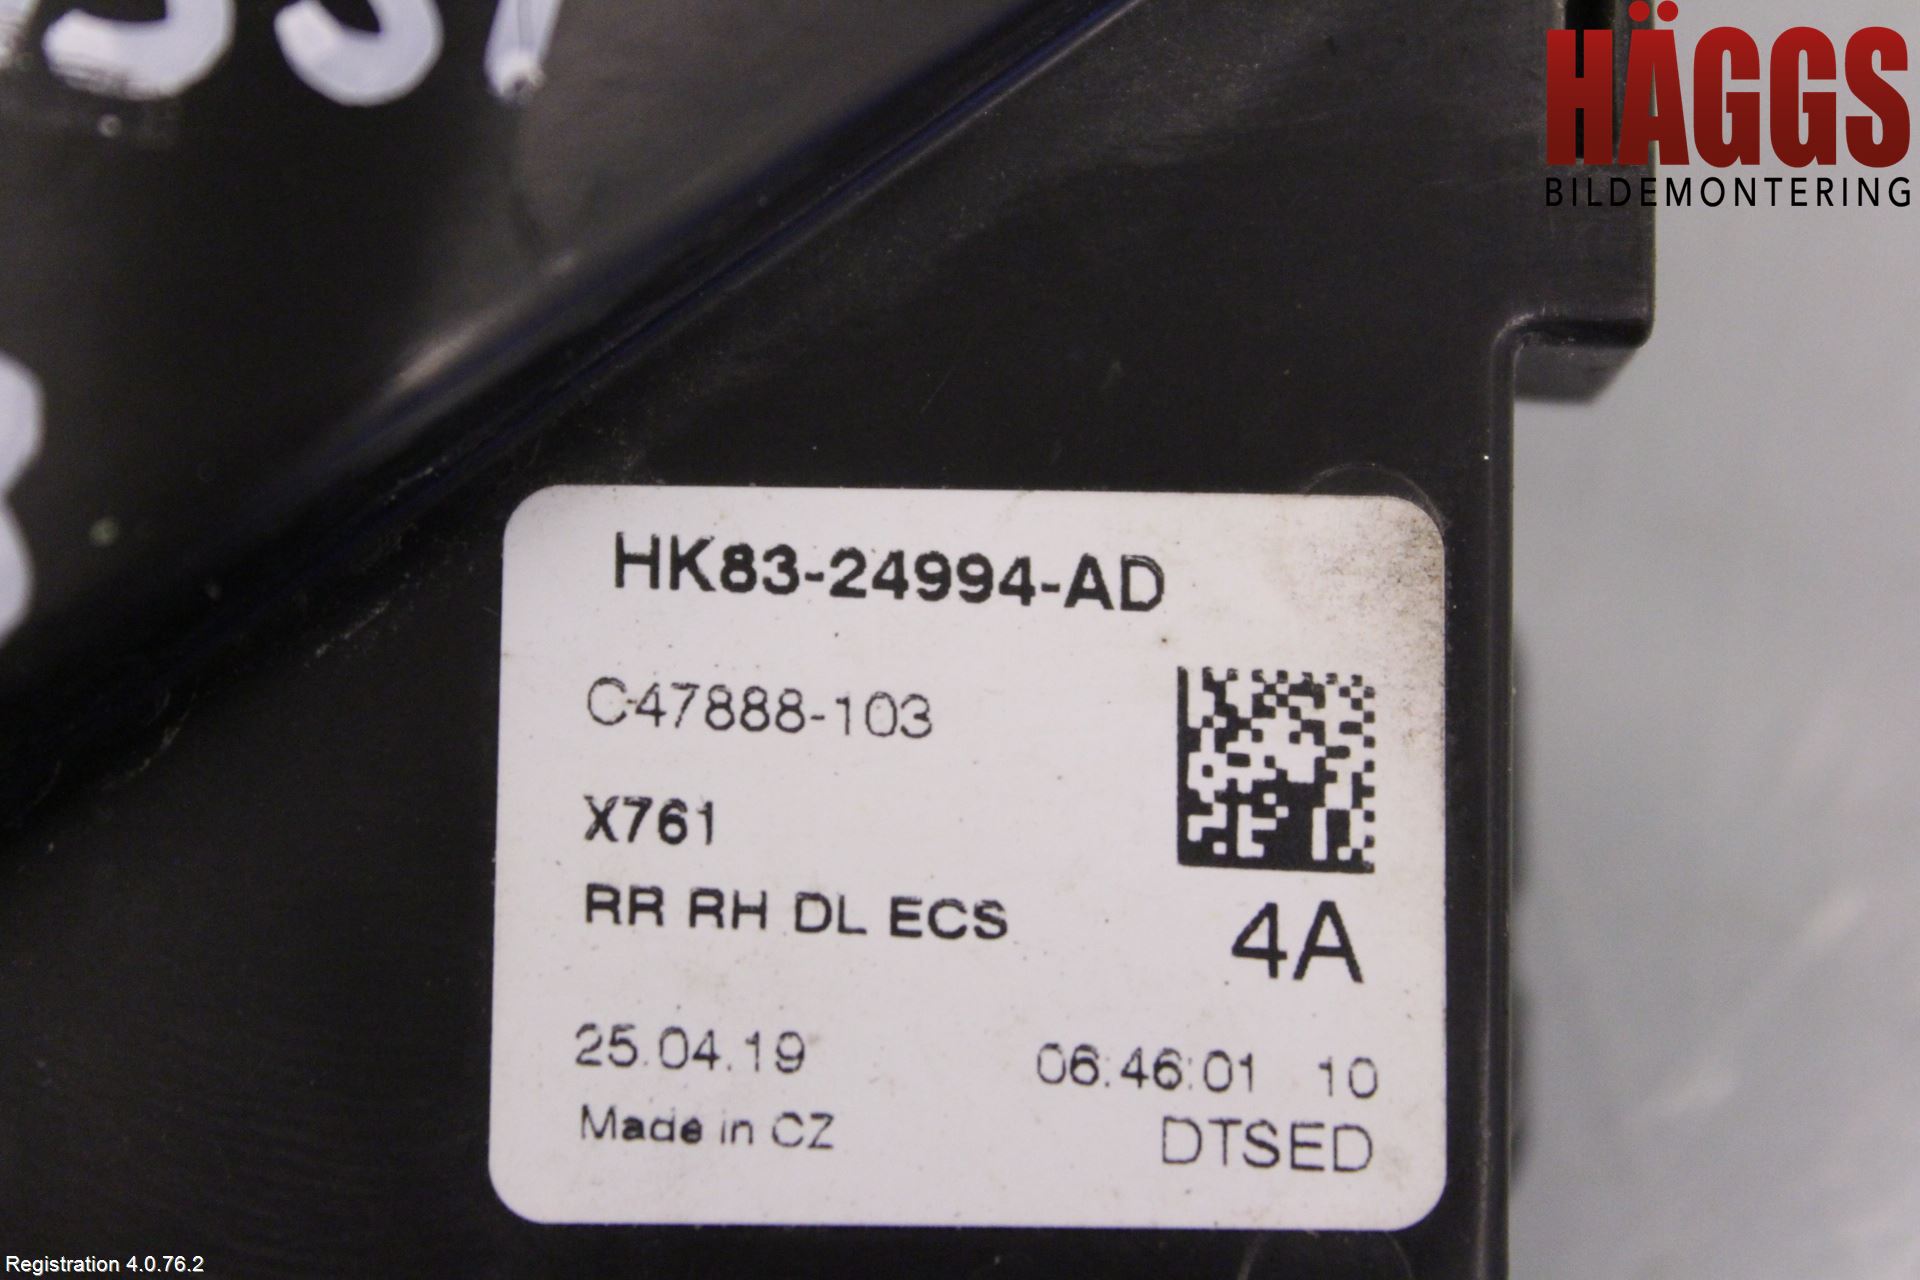 HÄGGS
BILDEMONTERING
HK83-24994-AD
C47888-103
X761
RR RH DL ECS
4A
25.04.19 06:46:01 10
Made in CZ DTSED
Registration 4.0.76.2